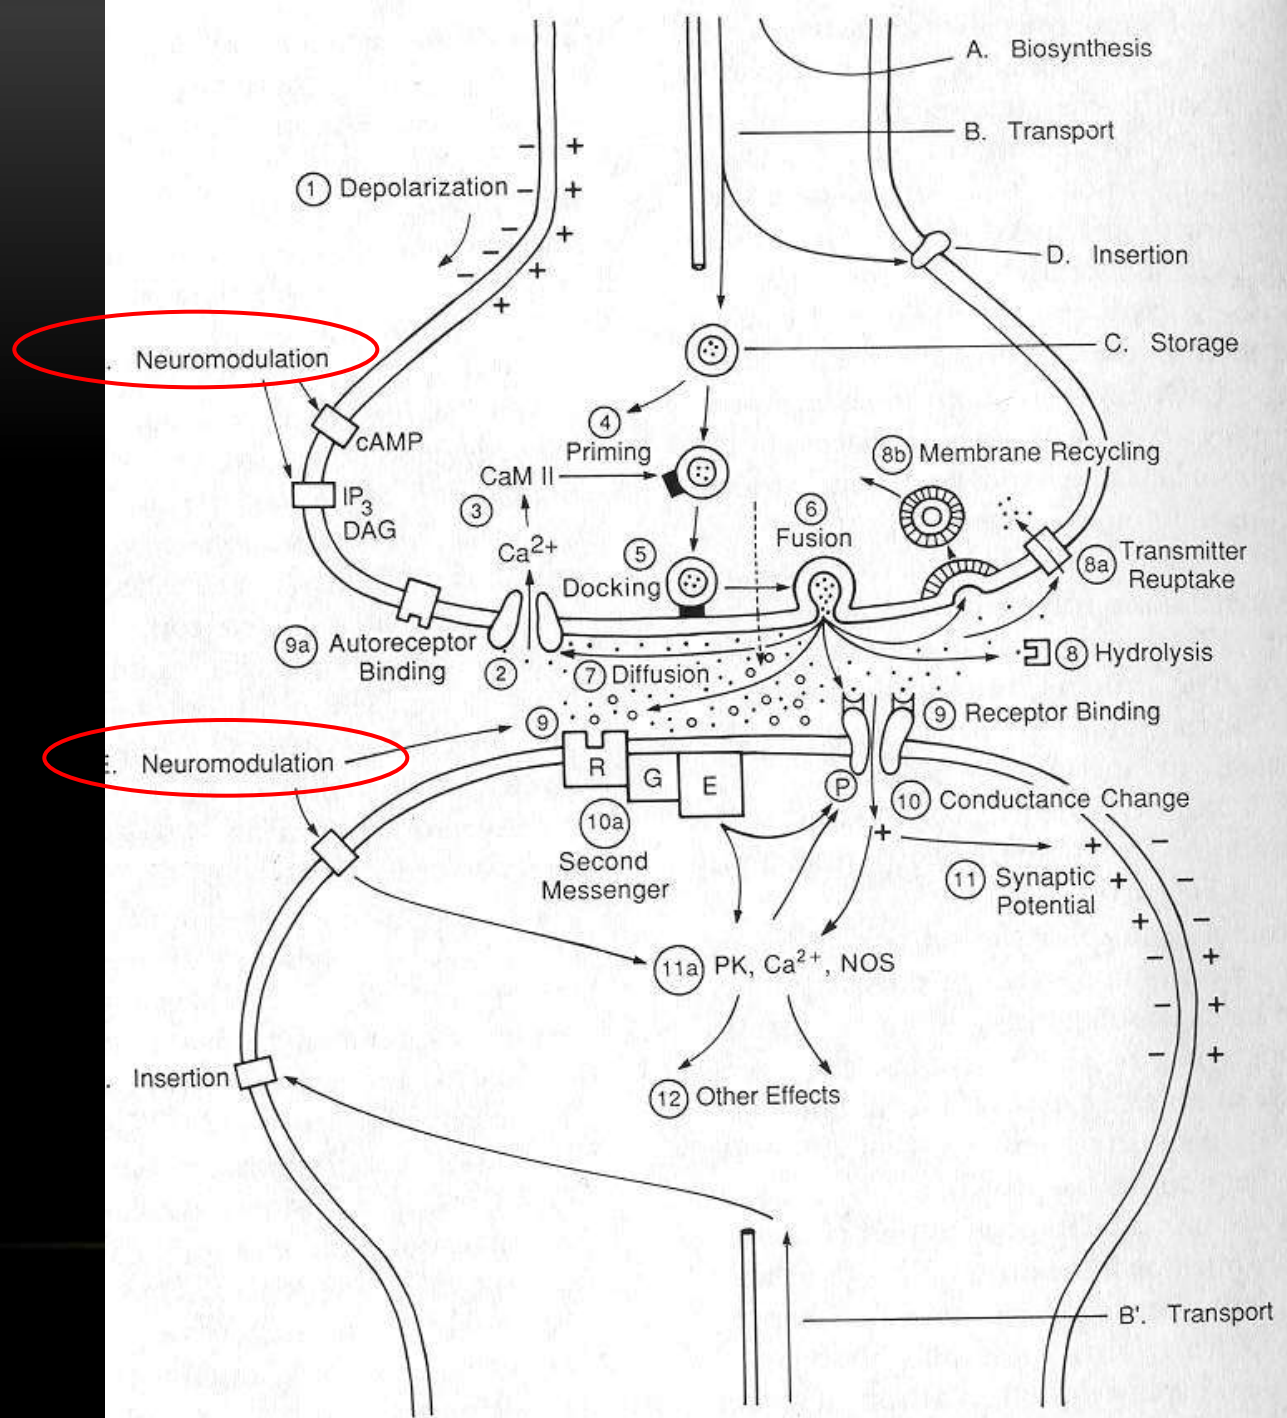 A. Biosynthesis
B. Transport
1 Depolarization
D. Insertion
C. Storage
. Neuromodulation
cAMP
IP3
DAG
4
Priming
CaM II
3
Ca2+
5
Docking
6
Fusion
8b Membrane Recycling
8a Transmitter
Reuptake
9a Autoreceptor
Binding
2
7 Diffusion
8 Hydrolysis
9
9 Receptor Binding
E. Neuromodulation
R
G
E
P
10 Conductance Change
10a
Second
Messenger
11 Synaptic
Potential
11a PK, Ca2+, NOS
. Insertion
12 Other Effects
B'. Transport